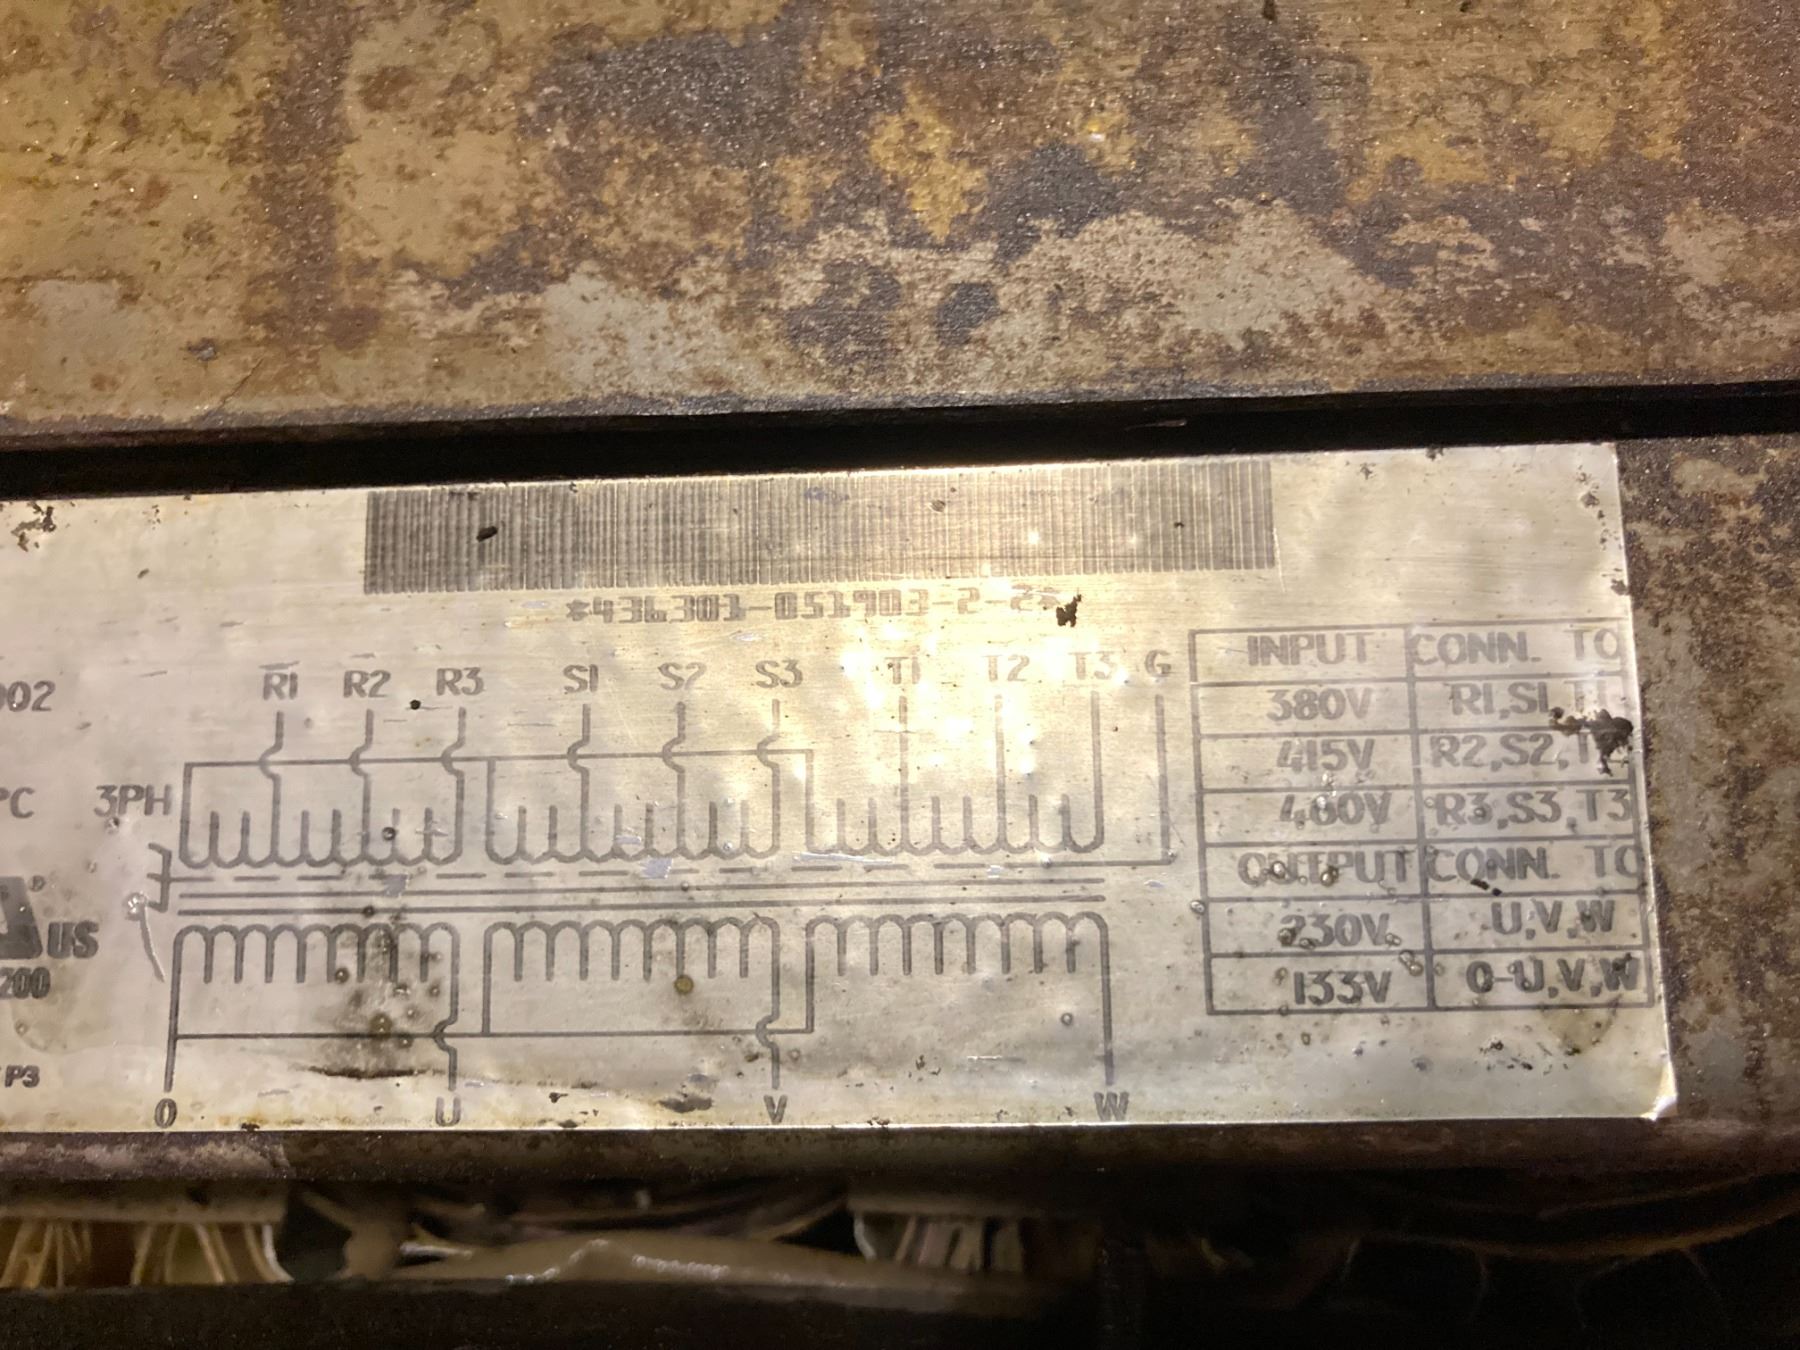 *436303-051903-2-2*
R1 R2 R3 S1 S2 S3 T1 T2 T3 G
002
PC 3PH
US
200
P3
0 U V W
INPUT CONN. TO
380V R1,S1,T1
415V R2,S2,T2
480V R3,S3,T3
OUTPUT CONN. TO
230V U,V,W
133V 0-U,V,W